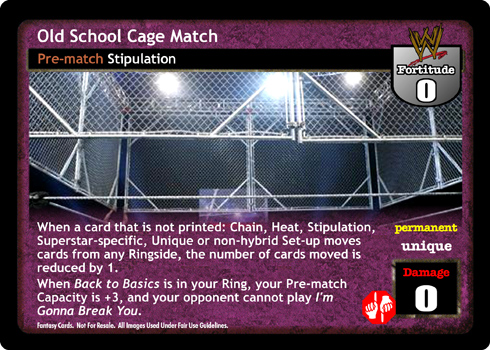 Old School Cage Match
Pre-match Stipulation
W
Fortitude
0
When a card that is not printed: Chain, Heat, Stipulation,
Superstar-specific, Unique or non-hybrid Set-up moves
cards from any Ringside, the number of cards moved is
reduced by 1.
When Back to Basics is in your Ring, your Pre-match
Capacity is +3, and your opponent cannot play I'm
Gonna Break You.
permanent
unique
Damage
0
Fantasy Cards. Not For Resale. All Images Used Under Fair Use Guidelines.